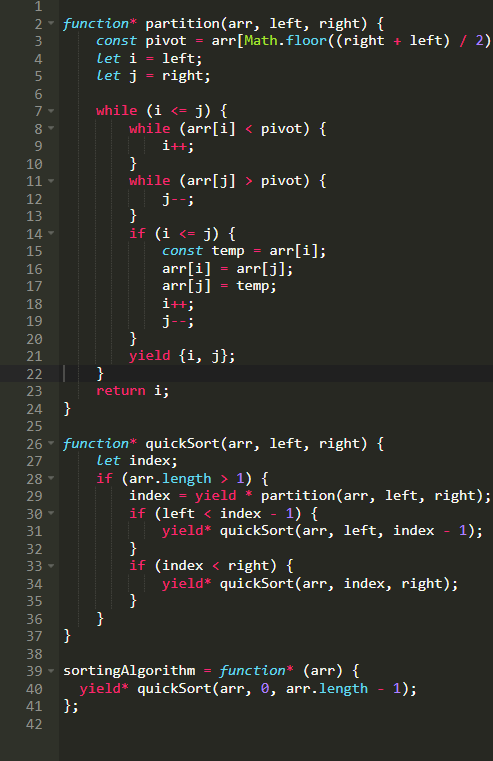 1
2 function* partition(arr, left, right) {
3     const pivot = arr[Math.floor((right + left) / 2)
4     let i = left;
5     let j = right;
6
7     while (i <= j) {
8         while (arr[i] < pivot) {
9             i++;
10         }
11         while (arr[j] > pivot) {
12             j--;
13         }
14         if (i <= j) {
15             const temp = arr[i];
16             arr[i] = arr[j];
17             arr[j] = temp;
18             i++;
19             j--;
20         }
21         yield {i, j};
22     }
23     return i;
24 }
25
26 function* quickSort(arr, left, right) {
27     let index;
28     if (arr.length > 1) {
29         index = yield * partition(arr, left, right);
30         if (left < index - 1) {
31             yield* quickSort(arr, left, index - 1);
32         }
33         if (index < right) {
34             yield* quickSort(arr, index, right);
35         }
36     }
37 }
38
39 sortingAlgorithm = function* (arr) {
40   yield* quickSort(arr, 0, arr.length - 1);
41 };
42